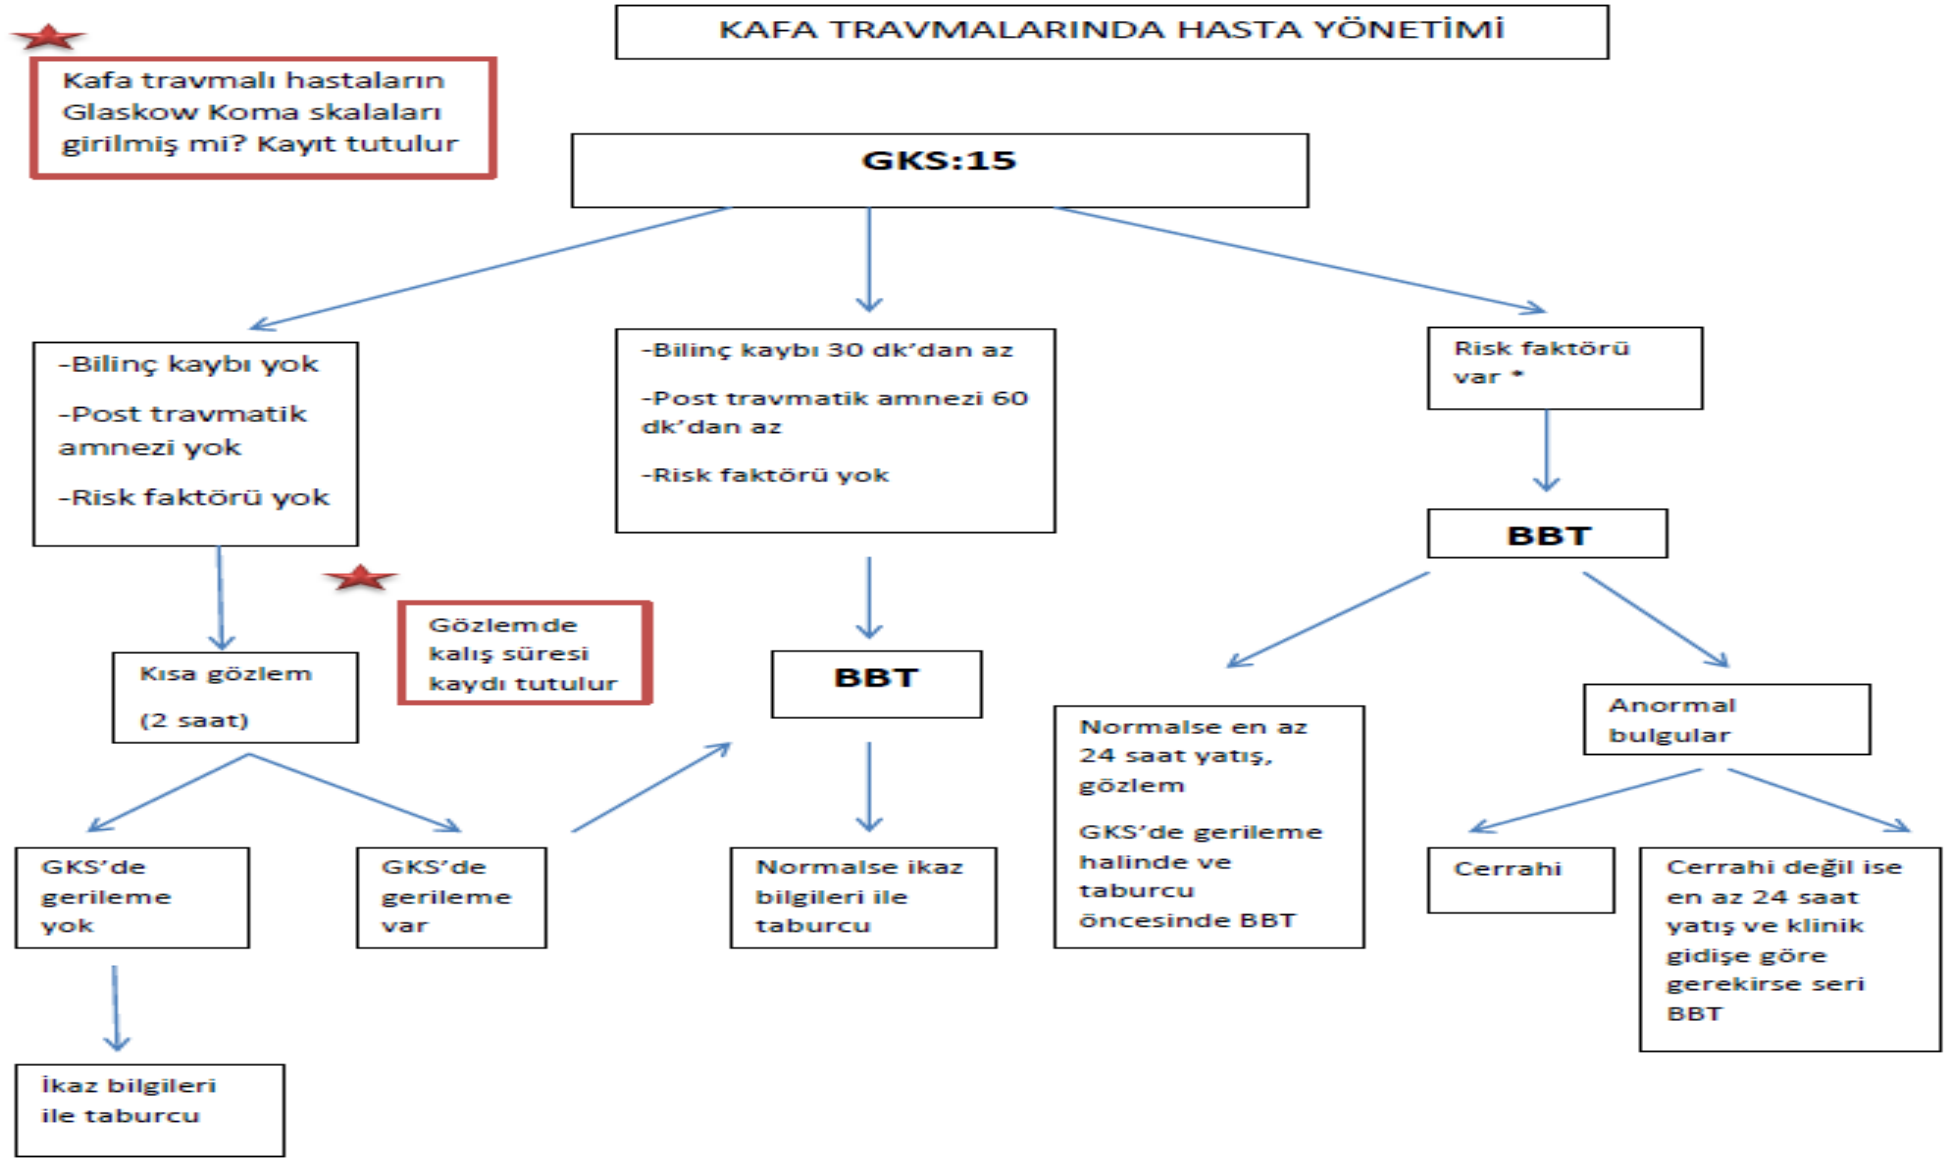 KAFA TRAVMALARINDA HASTA YÖNETİMİ
Kafa travmalı hastaların
Glaskow Koma skalaları
girilmiş mi? Kayıt tutulur
GKS:15
-Bilinç kaybı yok
-Post travmatik
amnezi yok
-Risk faktörü yok
-Bilinç kaybı 30 dk’dan az
-Post travmatik amnezi 60
dk’dan az
-Risk faktörü yok
Risk faktörü
var *
BBT
Gözlemde
kalış süresi
kaydı tutulur
Kısa gözlem
(2 saat)
BBT
Normalse en az
24 saat yatış,
gözlem
GKS’de gerileme
halinde ve
taburcu
öncesinde BBT
Anormal
bulgular
GKS’de
gerileme
yok
GKS’de
gerileme
var
Normalse ikaz
bilgileri ile
taburcu
Cerrahi
Cerrahi değil ise
en az 24 saat
yatış ve klinik
gidişe göre
gerekirse seri
BBT
İkaz bilgileri
ile taburcu